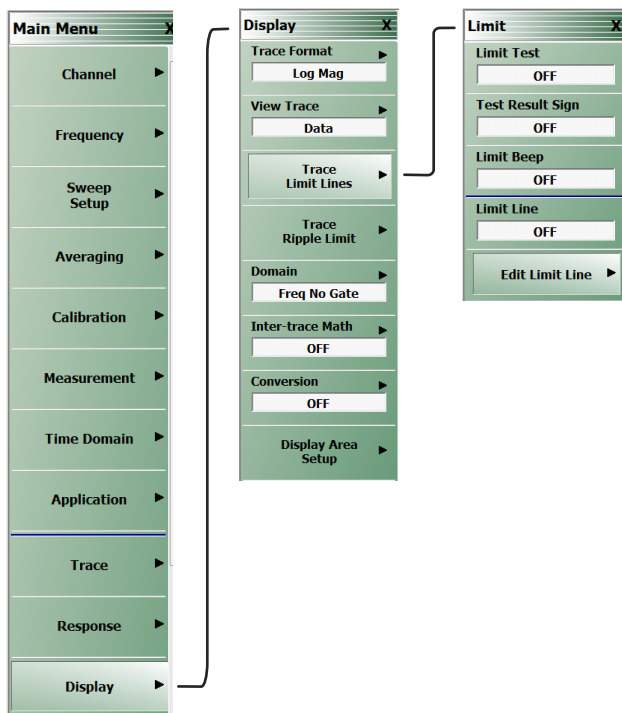 Main Menu X
Channel
Frequency
Sweep
Setup
Averaging
Calibration
Measurement
Time Domain
Application
Trace
Response
Display
Display X
Trace Format
Log Mag
View Trace
Data
Trace
Limit Lines
Trace
Ripple Limit
Domain
Freq No Gate
Inter-trace Math
OFF
Conversion
OFF
Display Area
Setup
Limit X
Limit Test
OFF
Test Result Sign
OFF
Limit Beep
OFF
Limit Line
OFF
Edit Limit Line